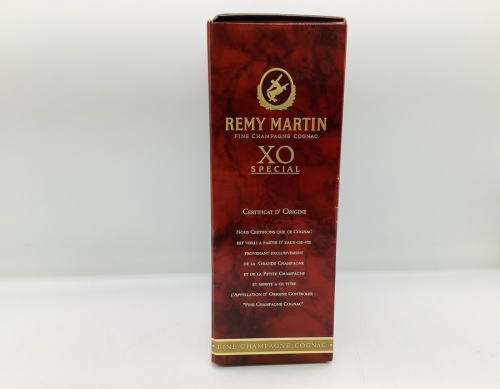 REMY MARTIN
FINE CHAMPAGNE COGNAC
XO
SPECIAL
CERTIFICAT D' ORIGINE
NOUS CERTIFIONS QUE CE COGNAC
EST VIELLI A PARTIR D' EAUX-DE-VIE
PROVENANT EXCLUSIVEMENT
DE LA "GRANDE CHAMPAGNE
ET DE LA PETITE CHAMPAGNE
ET MERITE A CE TITRE
L'APPELLATION D' ORIGINE CONTROLEE :
"FINE CHAMPAGNE COGNAC"
FINE CHAMPAGNE COGNAC